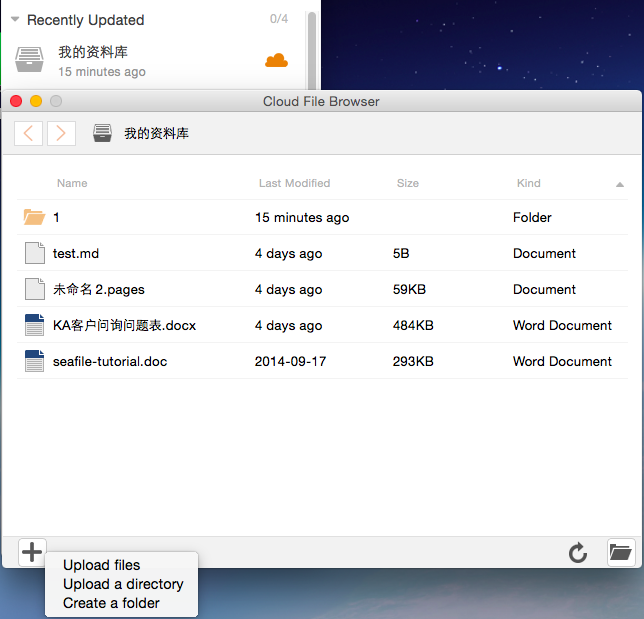 Recently Updated 0/4
我的资料库
15 minutes ago
Cloud File Browser
我的资料库
Name Last Modified Size Kind
1 15 minutes ago Folder
test.md 4 days ago 5B Document
未命名 2.pages 4 days ago 59KB Document
KA客户问询问题表.docx 4 days ago 484KB Word Document
seafile-tutorial.doc 2014-09-17 293KB Word Document
Upload files
Upload a directory
Create a folder